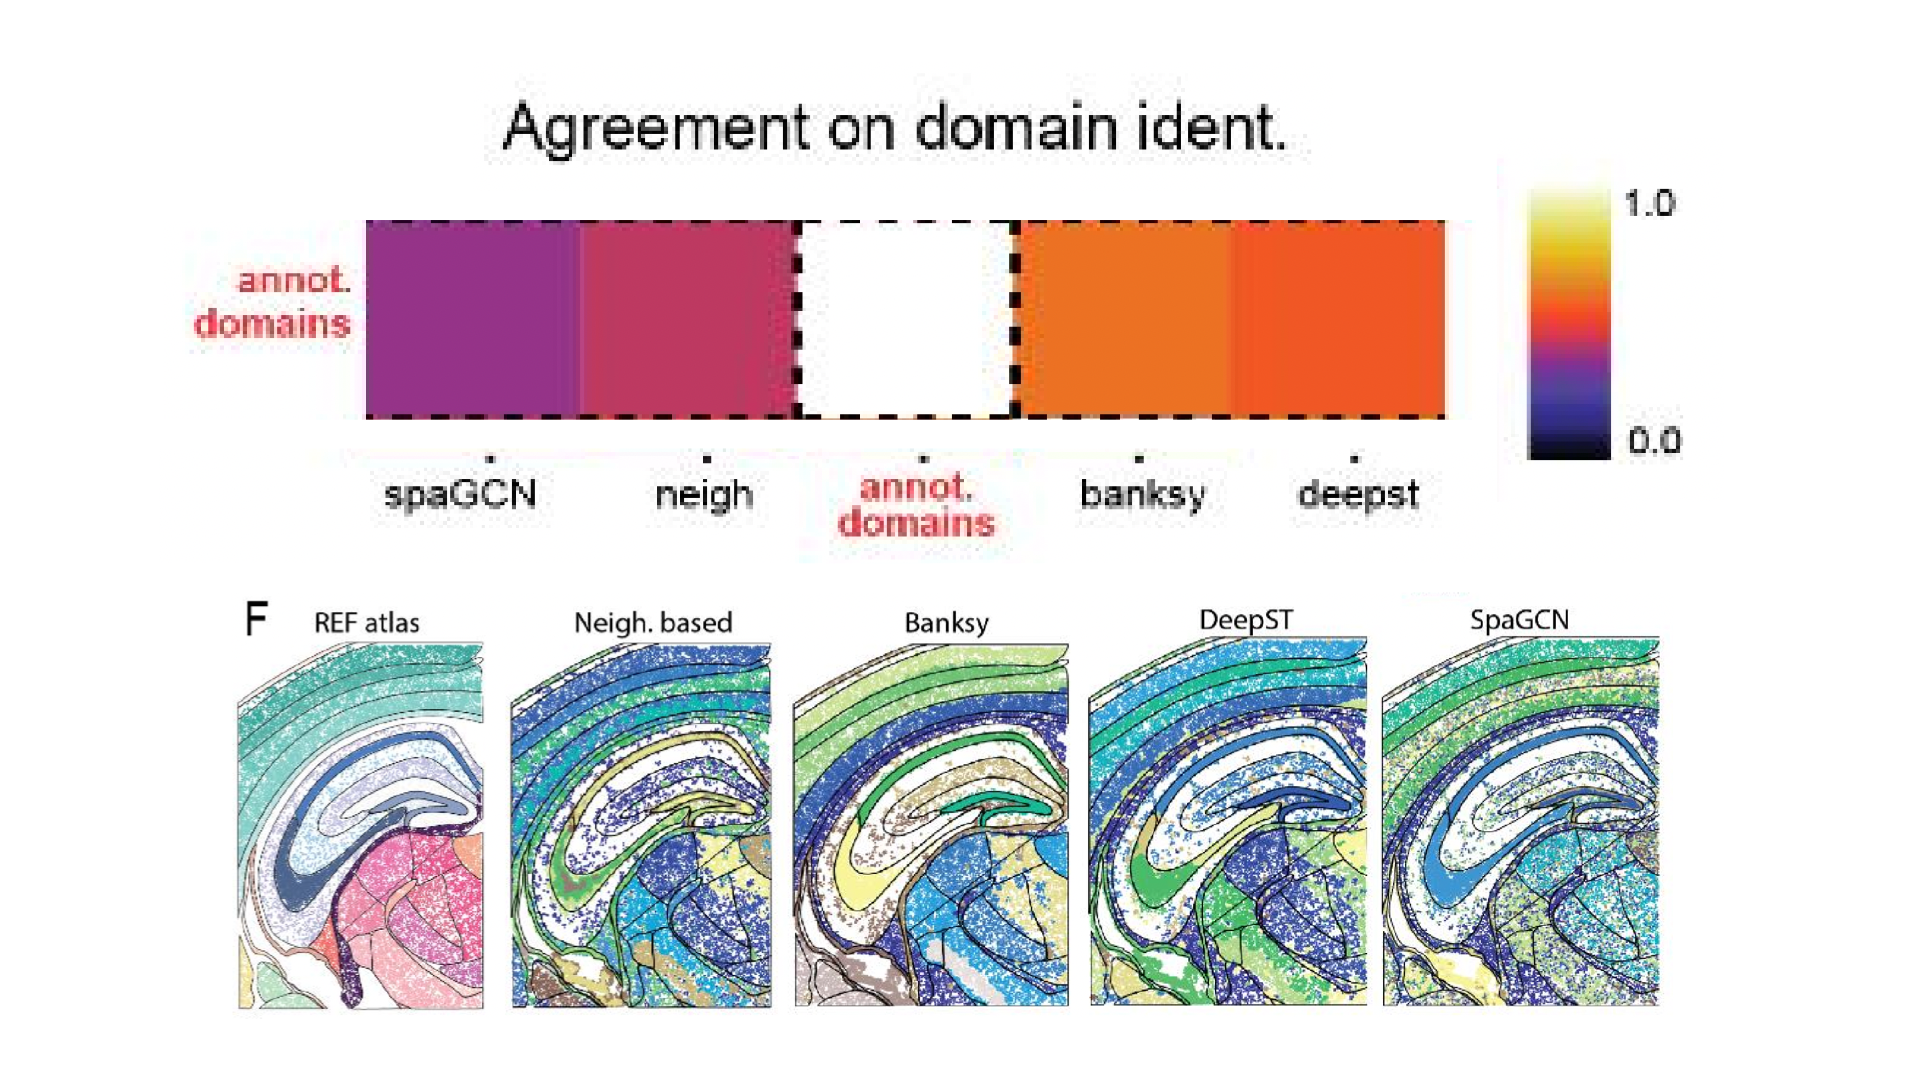 Agreement on domain ident.
1.0
annot.
domains
0.0
spaGCN
neigh
annot.
domains
banksy
deepst
F
REF atlas
Neigh. based
Banksy
DeepST
SpaGCN